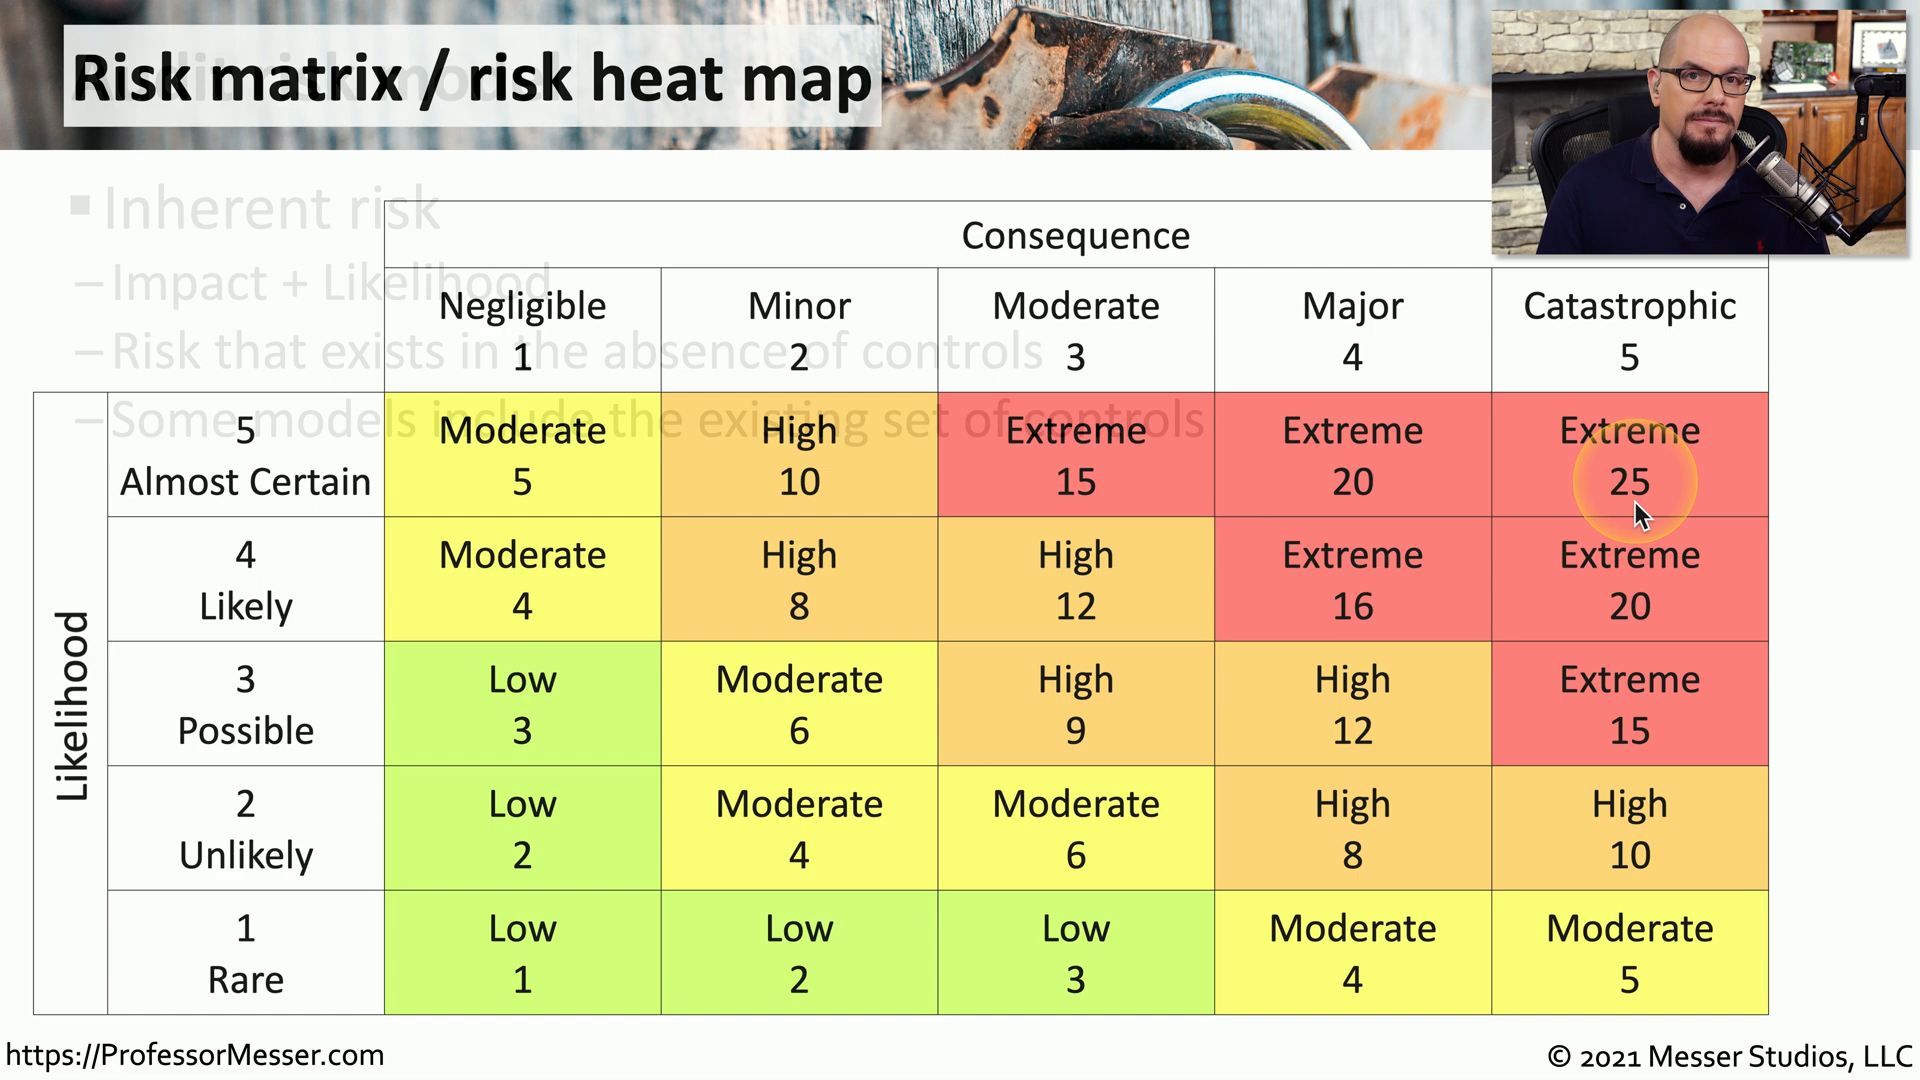 Risk matrix / risk heat map
Inherent risk
– Impact + Likelihood
– Risk that exists in the absence of controls
– Some models include the existing set of controls
Consequence
Negligible Minor Moderate Major Catastrophic
1 2 3 4 5
Likelihood
5 Moderate High Extreme Extreme Extreme
Almost Certain 5 10 15 20 25
4 Moderate High High Extreme Extreme
Likely 4 8 12 16 20
3 Low Moderate High High Extreme
Possible 3 6 9 12 15
2 Low Moderate Moderate High High
Unlikely 2 4 6 8 10
1 Low Low Low Moderate Moderate
Rare 1 2 3 4 5
https://ProfessorMesser.com
© 2021 Messer Studios, LLC